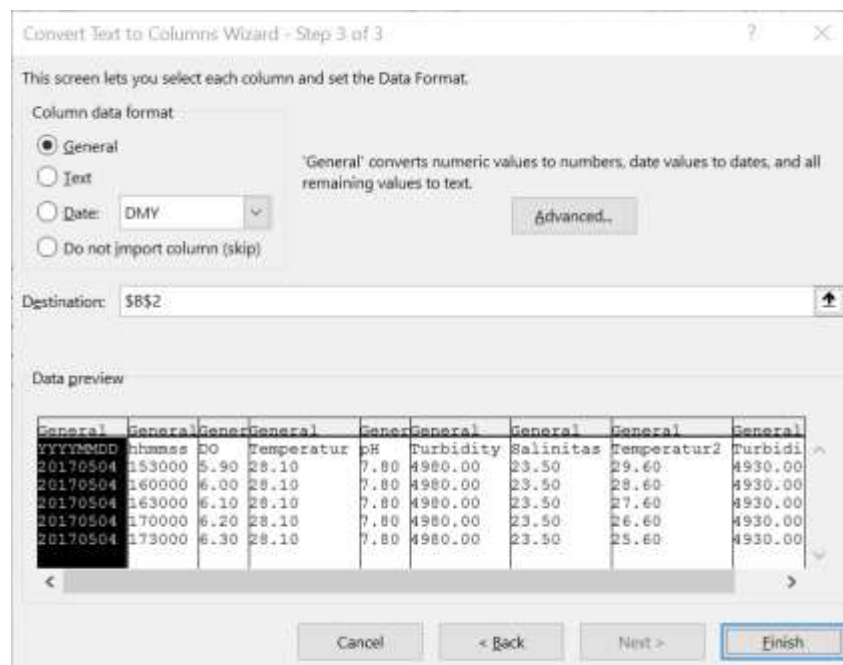 Convert Text to Columns Wizard - Step 3 of 3
This screen lets you select each column and set the Data Format.
Column data format
General
Text
Date: DMY
Do not import column (skip)
'General' converts numeric values to numbers, date values to dates, and all
remaining values to text.
Advanced...
Destination: $B$2
Data preview
General General Gener General Gener General General General General
YYYYMMDD hhmmss DO Temperatur pH Turbidity Salinitas Temperatur2 Turbidi
20170504 153000 5.90 28.10 7.80 4980.00 23.50 29.60 4930.00
20170504 160000 6.00 28.10 7.80 4980.00 23.50 28.60 4930.00
20170504 163000 6.10 28.10 7.80 4980.00 23.50 27.60 4930.00
20170504 170000 6.20 28.10 7.80 4980.00 23.50 26.60 4930.00
20170504 173000 6.30 28.10 7.80 4980.00 23.50 25.60 4930.00
Cancel < Back Next > Finish